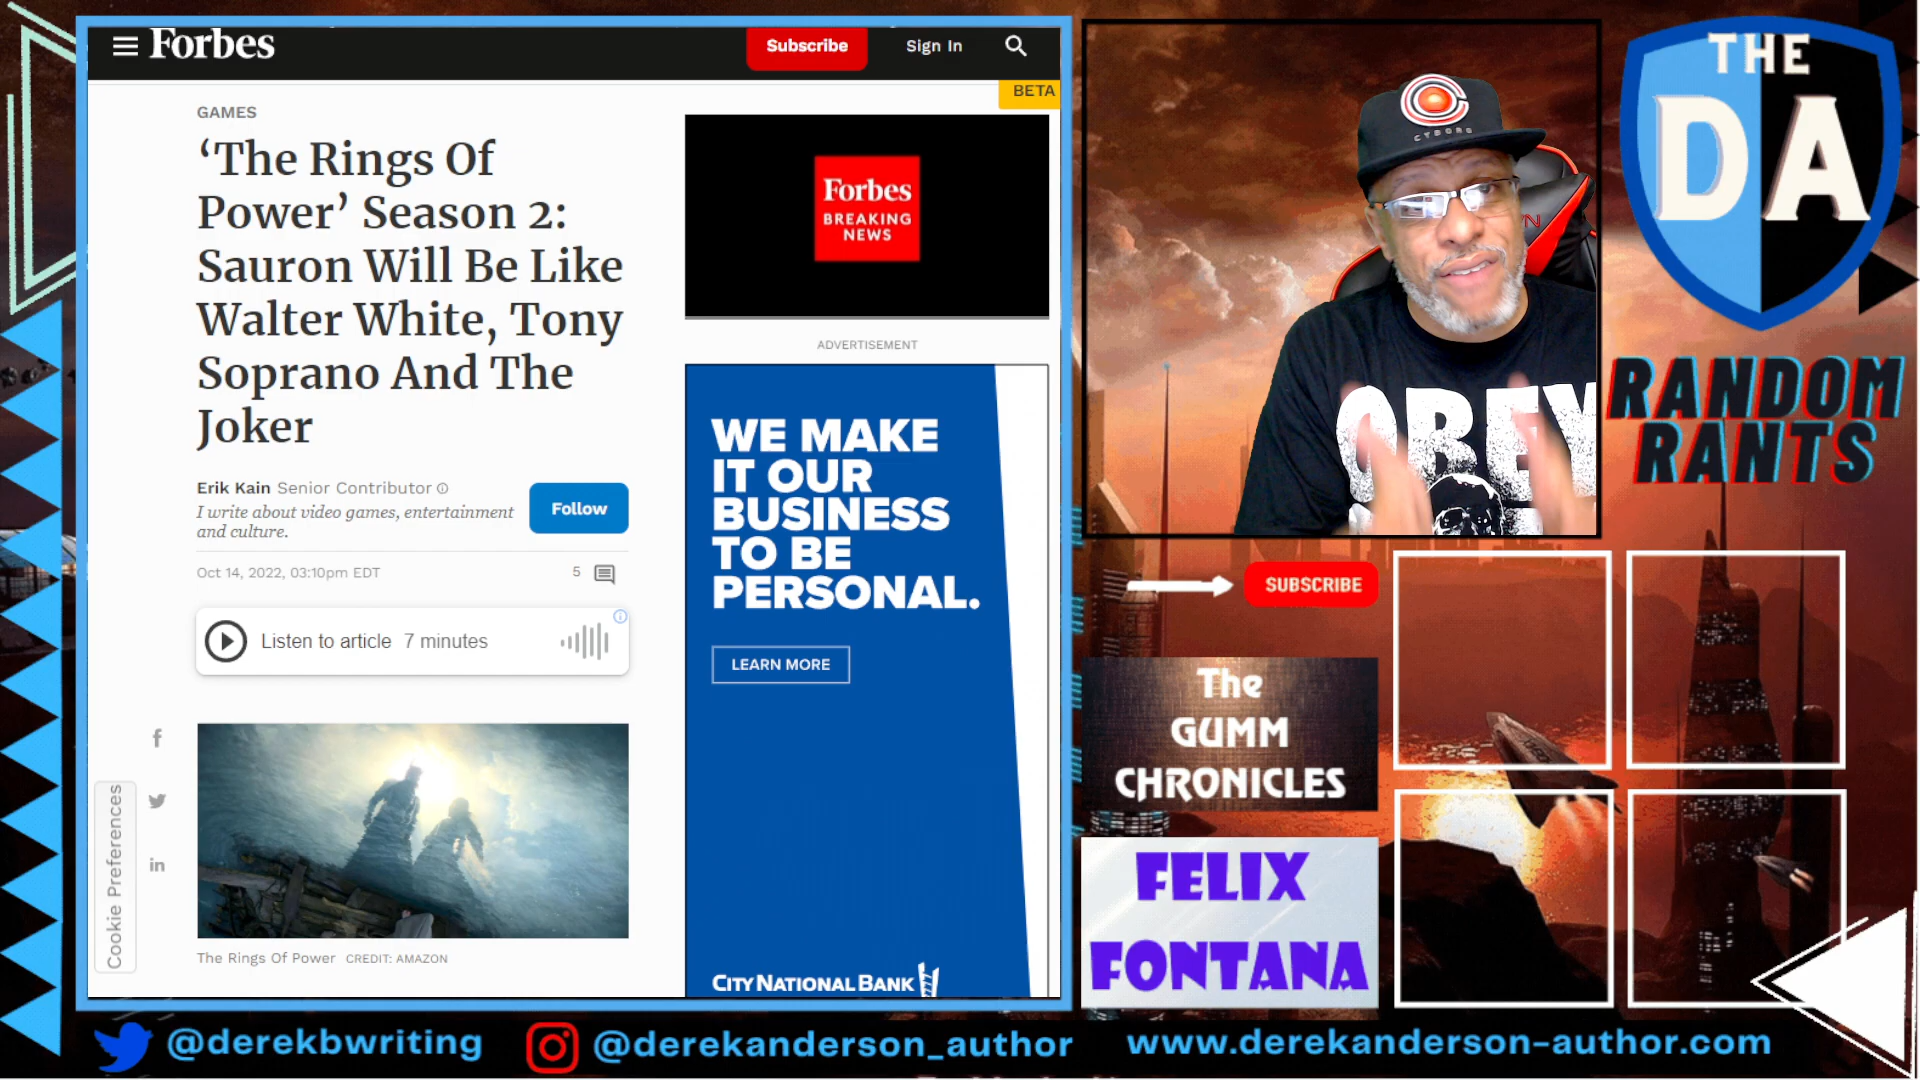 Forbes
Subscribe
Sign In
BETA
GAMES
‘The Rings Of
Power’ Season 2:
Sauron Will Be Like
Walter White, Tony
Soprano And The
Joker
Erik Kain Senior Contributor
I write about video games, entertainment
and culture.
Follow
Oct 14, 2022, 03:10pm EDT
5
Listen to article 7 minutes
Cookie Preferences
The Rings Of Power CREDIT: AMAZON
Forbes
BREAKING
NEWS
ADVERTISEMENT
WE MAKE
IT OUR
BUSINESS
TO BE
PERSONAL.
LEARN MORE
CITY NATIONAL BANK
CYBORG
OBEY
THE
DA
RANDOM
RANTS
SUBSCRIBE
The
GUMM
CHRONICLES
FELIX
FONTANA
@derekbwriting
@derekanderson_author
www.derekanderson-author.com